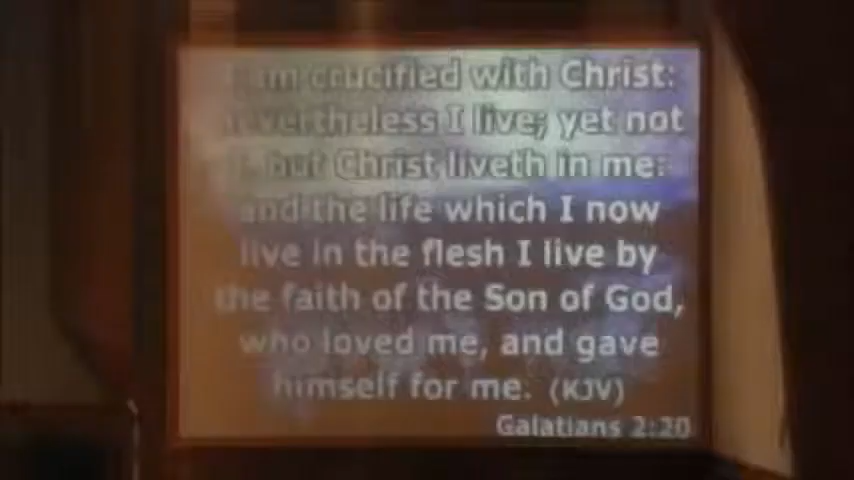 I am crucified with Christ:
nevertheless I live; yet not
I, but Christ liveth in me:
and the life which I now
live in the flesh I live by
the faith of the Son of God,
who loved me, and gave
himself for me. (KJV)
Galatians 2:20